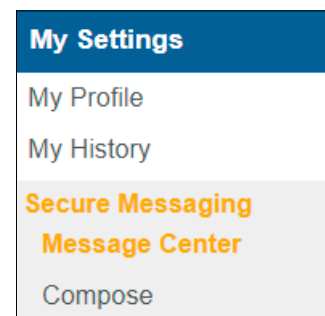 My Settings
My Profile
My History
Secure Messaging
Message Center
Compose